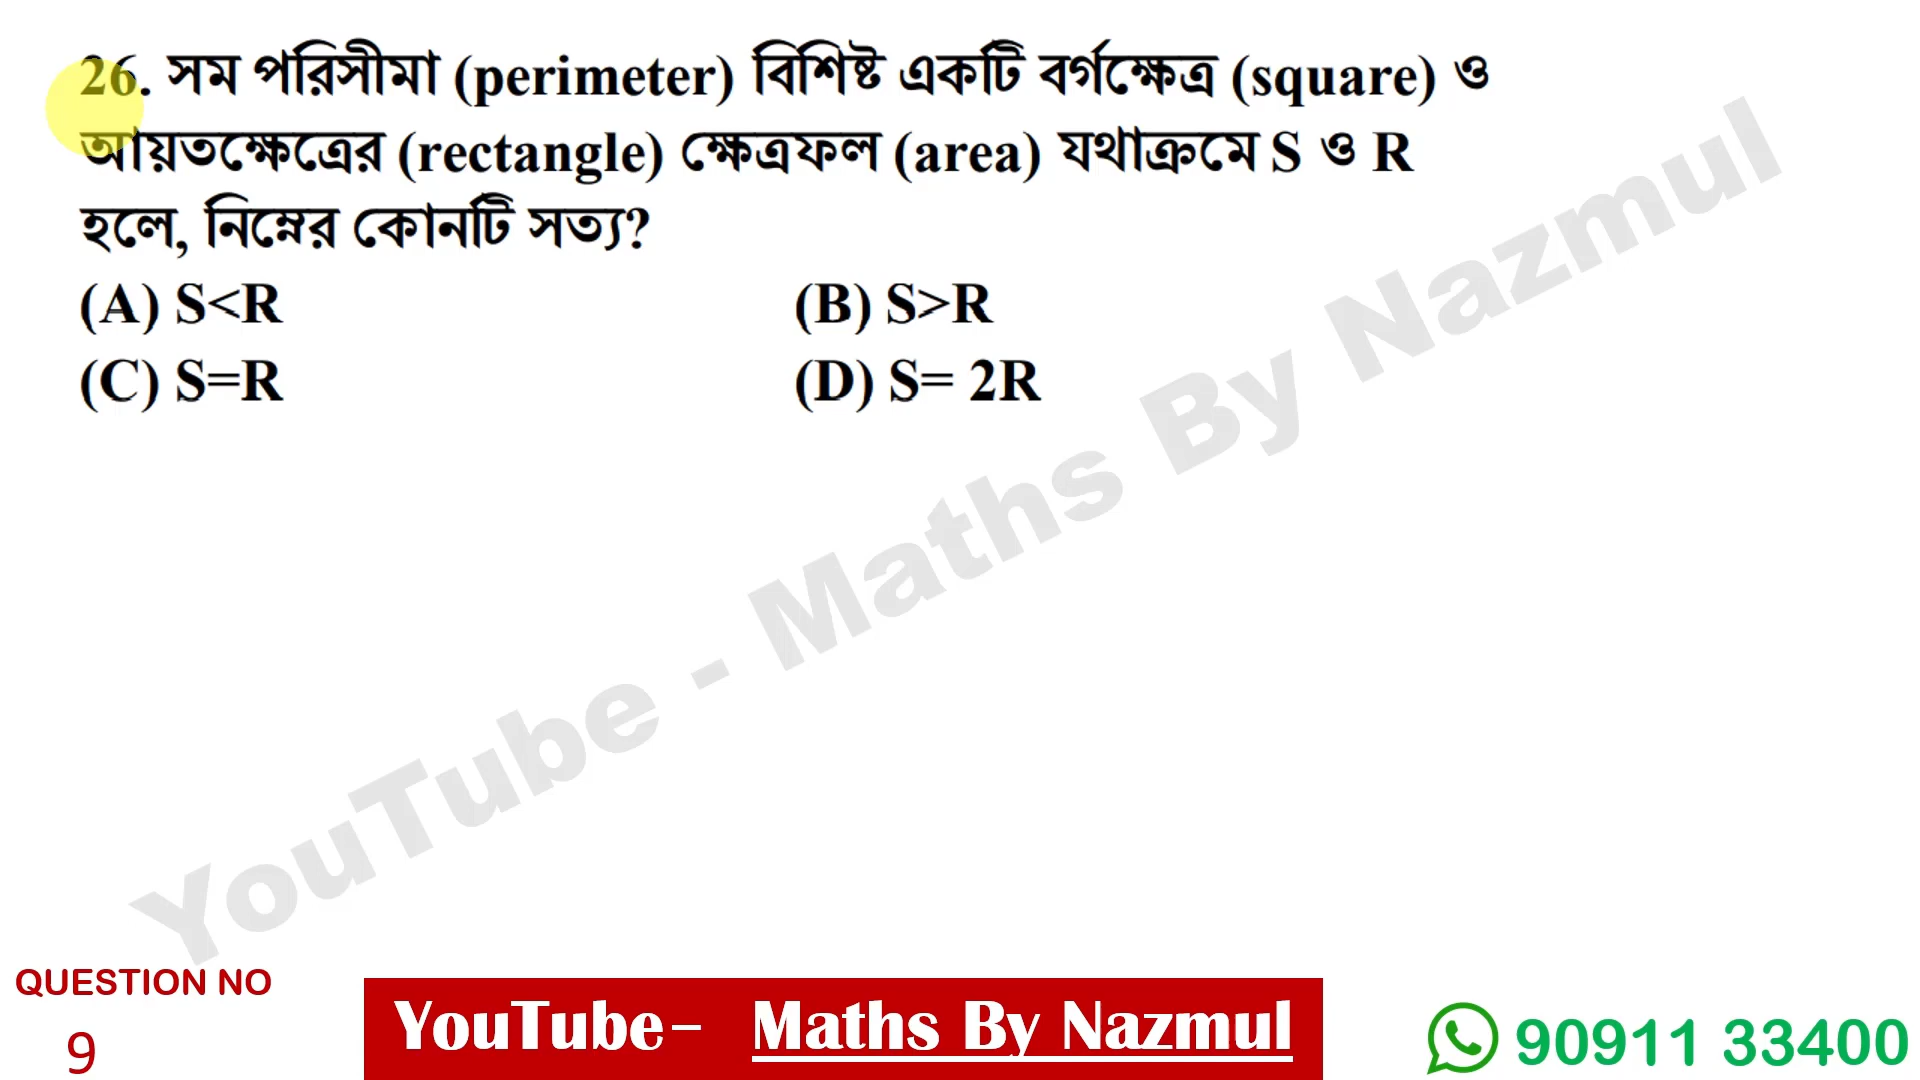 26. সম পরিসীমা (perimeter) বিশিষ্ট একটি বর্গক্ষেত্র (square) ও
আয়তক্ষেত্রের (rectangle) ক্ষেত্রফল (area) যথাক্রমে S ও R
হলে, নিম্নের কোনটি সত্য?
(A) S<R (B) S>R
(C) S=R (D) S= 2R
YouTube - Maths By Nazmul
QUESTION NO
9
YouTube- Maths By Nazmul
90911 33400